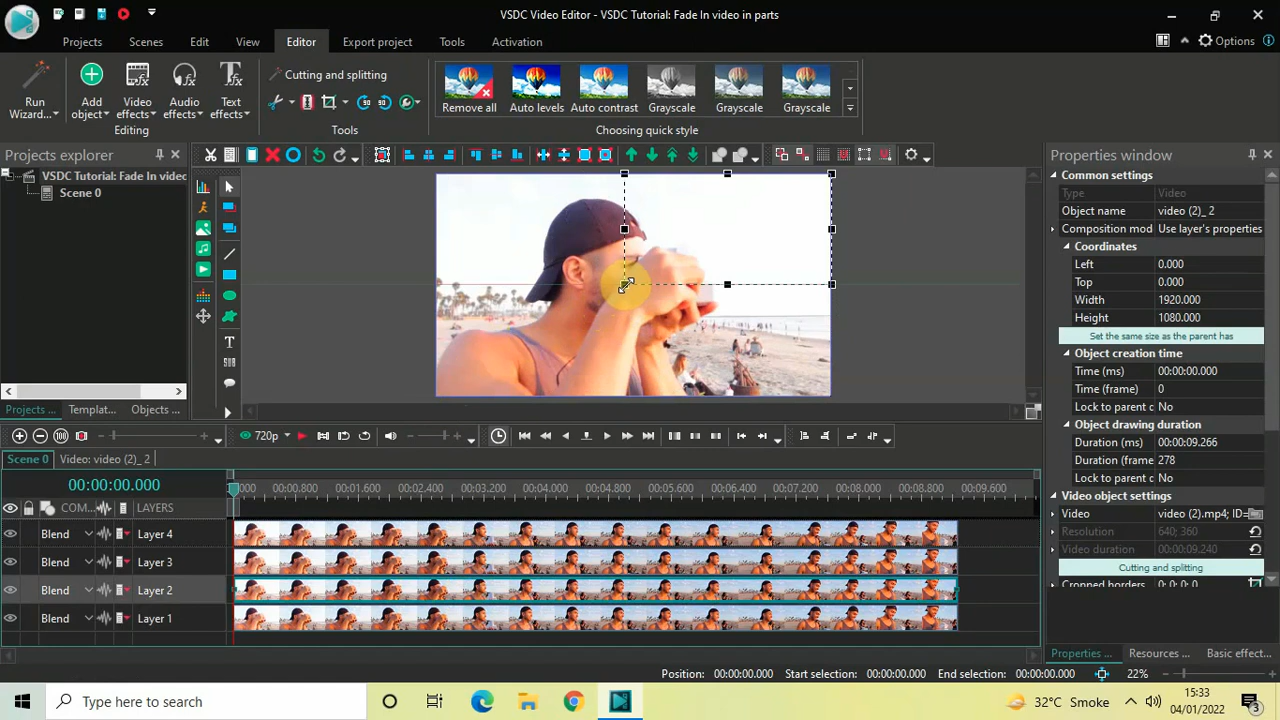 VSDC Video Editor - VSDC Tutorial: Fade In video in parts
Projects Scenes Edit View Editor Export project Tools Activation
Options
Run Wizard...
Add object
Video effects
Audio effects
Text effects
Editing
Cutting and splitting
Tools
Remove all
Auto levels
Auto contrast
Grayscale
Grayscale
Grayscale
Choosing quick style
Projects explorer
VSDC Tutorial: Fade In video
Scene 0
Projects ... Templat... Objects ...
Properties window
Common settings
Type Video
Object name video (2)_ 2
Composition mod Use layer's properties
Coordinates
Left 0.000
Top 0.000
Width 1920.000
Height 1080.000
Set the same size as the parent has
Object creation time
Time (ms) 00:00:00.000
Time (frame) 0
Lock to parent c No
Object drawing duration
Duration (ms) 00:00:09.266
Duration (frame 278
Lock to parent c No
Video object settings
Video video (2).mp4; ID=
Resolution 640; 360
Video duration 00:00:09.240
Cutting and splitting
Cropped borders 0; 0; 0; 0
Properties ... Resources ... Basic effect...
720p
Scene 0 Video: video (2)_ 2
00:00:00.000
000 00:00.800 00:01.600 00:02.400 00:03.200 00:04.000 00:04.800 00:05.600 00:06.400 00:07.200 00:08.000 00:08.800 00:09.600
COM... LAYERS
Blend Layer 4
Blend Layer 3
Blend Layer 2
Blend Layer 1
Position: 00:00:00.000 Start selection: 00:00:00.000 End selection: 00:00:00.000 22%
Type here to search
32°C Smoke
15:33
04/01/2022
3